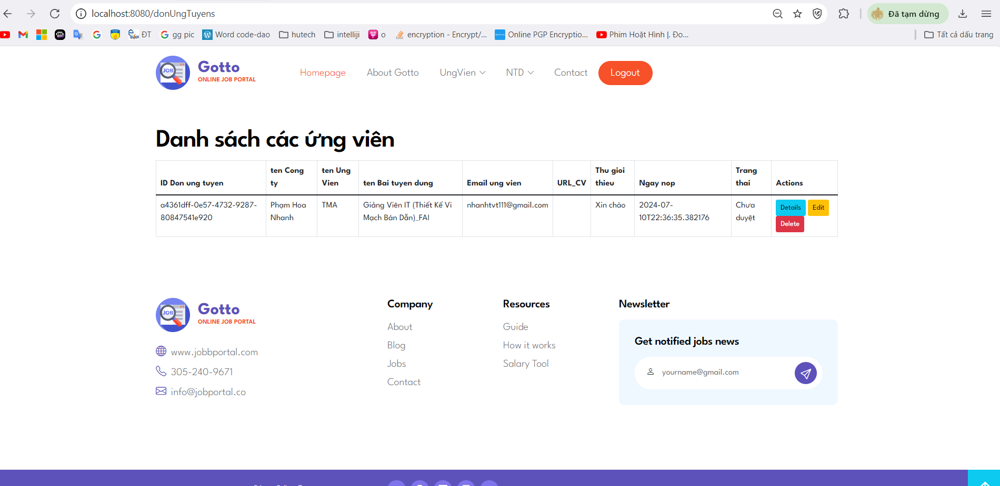 localhost:8080/donUngTuyens
Đã tạm dừng
ĐT
gg pic
Word code-dao
hutech
intelliji
o
encryption - Encrypt/...
Online PGP Encryptio...
Phim Hoạt Hình |. Đo...
Tất cả dấu trang
JOB
Gotto
ONLINE JOB PORTAL
Homepage
About Gotto
UngVien
NTD
Contact
Logout
Danh sách các ứng viên
ID Don ung tuyen
ten Cong
ty
ten Ung
Vien
ten Bai tuyen dung
Email ung vien
URL_CV
Thu gioi
thieu
Ngay nop
Trang
thai
Actions
a4361dff-0e57-4732-9287-
80847541e920
Phạm Hoa
Nhanh
TMA
Giảng Viên IT (Thiết Kế Vi
Mạch Bán Dẫn)_FAI
nhanhtvt111@gmail.com
Xin chào
2024-07-
10T22:36:35.382176
Chưa
duyệt
Details
Edit
Delete
JOB
Gotto
ONLINE JOB PORTAL
www.jobbportal.com
305-240-9671
info@jobportal.co
Company
About
Blog
Jobs
Contact
Resources
Guide
How it works
Salary Tool
Newsletter
Get notified jobs news
yourname@gmail.com